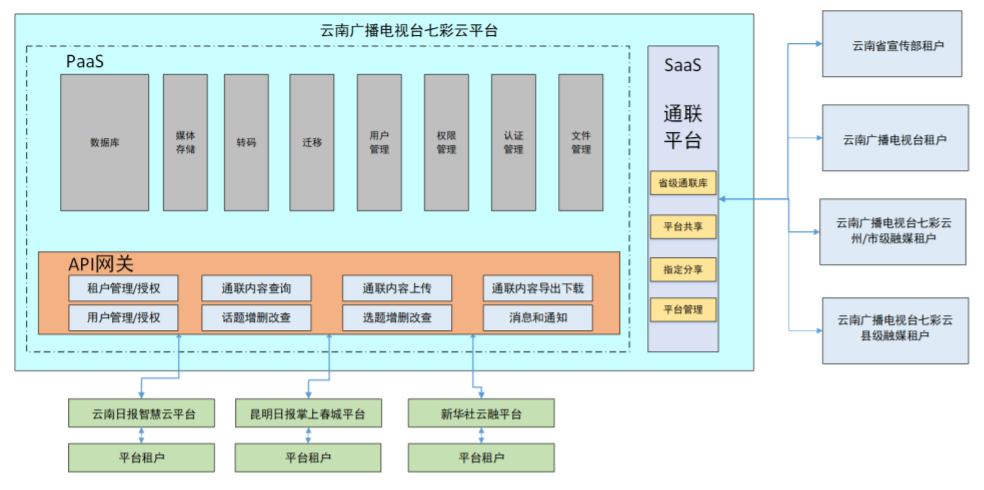 云南广播电视台七彩云平台
PaaS
数据库
媒体
存储
转码
迁移
用户
管理
权限
管理
认证
管理
文件
管理
API网关
租户管理/授权
通联内容查询
通联内容上传
通联内容导出下载
用户管理/授权
话题增删改查
选题增删改查
消息和通知
SaaS
通联
平台
省级通联库
平台共享
指定分享
平台管理
云南省宣传部租户
云南广播电视台租户
云南广播电视台七彩云
州/市级融媒租户
云南广播电视台七彩云
县级融媒租户
云南日报智慧云平台
昆明日报掌上春城平台
新华社云融平台
平台租户
平台租户
平台租户